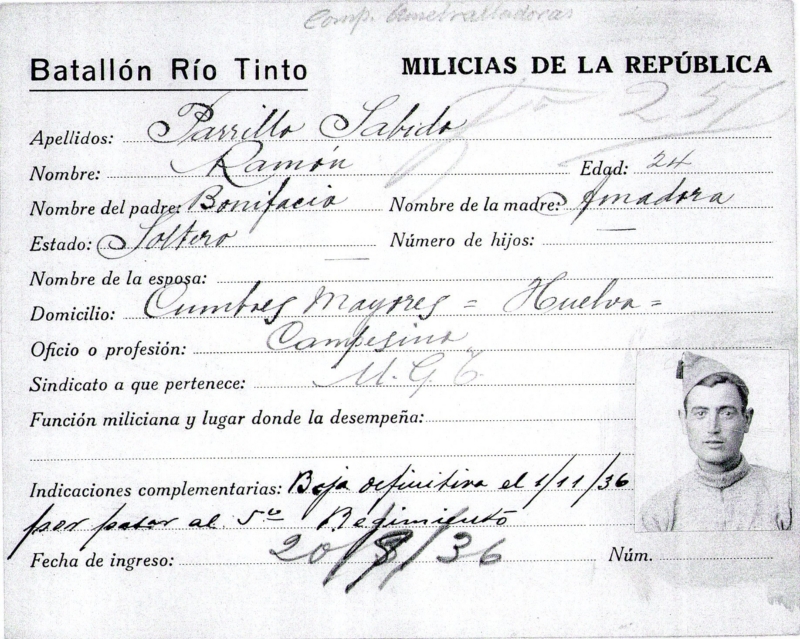 Comp. Ametralladoras
Batallón Río Tinto
MILICIAS DE LA REPÚBLICA
251
Apellidos: Parrillo Sabido
Nombre: Ramón Edad: 24
Nombre del padre: Bonifacio Nombre de la madre: Amadora
Estado: Soltero Número de hijos: —
Nombre de la esposa: —
Domicilio: Cumbres Mayores = Huelva =
Oficio o profesión: Campesino
Sindicato a que pertenece: U.G.T.
Función miliciana y lugar donde la desempeña:
Indicaciones complementarias: Baja definitiva el 1/11/36
por pasar al 5º Regimiento
Fecha de ingreso: 20/8/36 Núm.